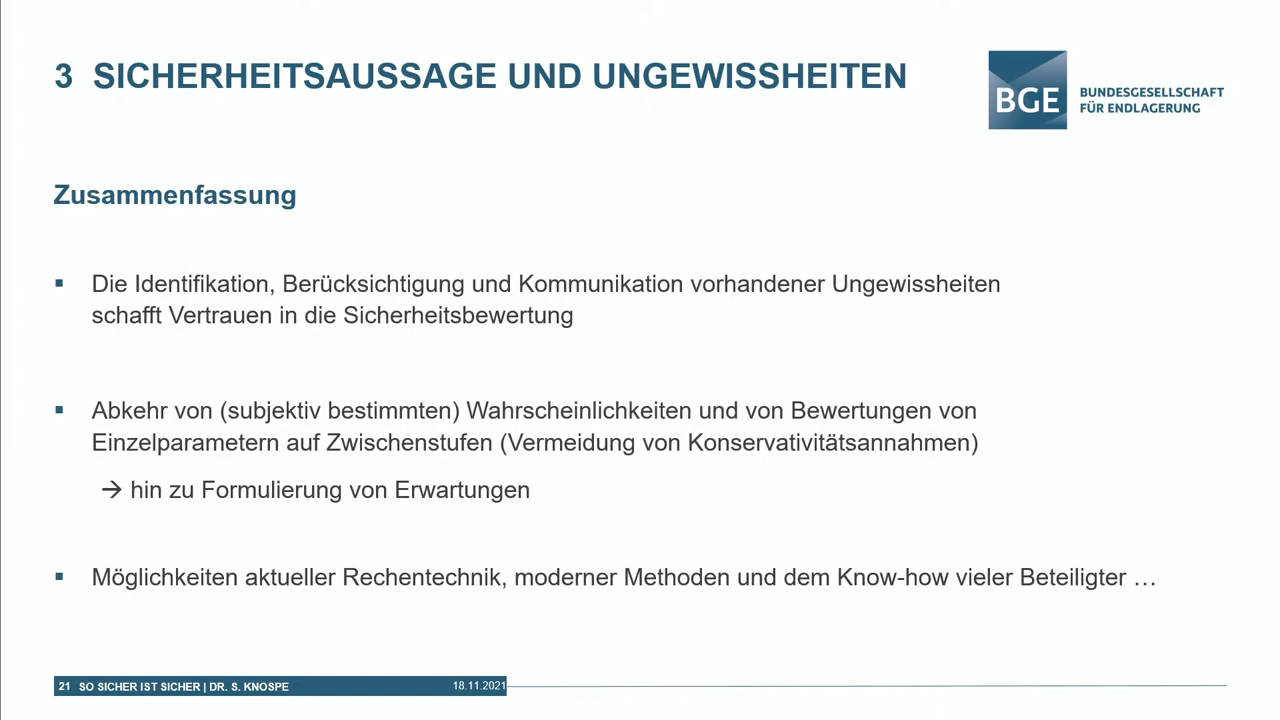 3 SICHERHEITSAUSSAGE UND UNGEWISSHEITEN
BGE
BUNDESGESELLSCHAFT
FÜR ENDLAGERUNG
Zusammenfassung
▪ Die Identifikation, Berücksichtigung und Kommunikation vorhandener Ungewissheiten
schafft Vertrauen in die Sicherheitsbewertung
▪ Abkehr von (subjektiv bestimmten) Wahrscheinlichkeiten und von Bewertungen von
Einzelparametern auf Zwischenstufen (Vermeidung von Konservativitätsannahmen)
→ hin zu Formulierung von Erwartungen
▪ Möglichkeiten aktueller Rechentechnik, moderner Methoden und dem Know-how vieler Beteiligter …
21 SO SICHER IST SICHER | DR. S. KNOSPE 18.11.2021